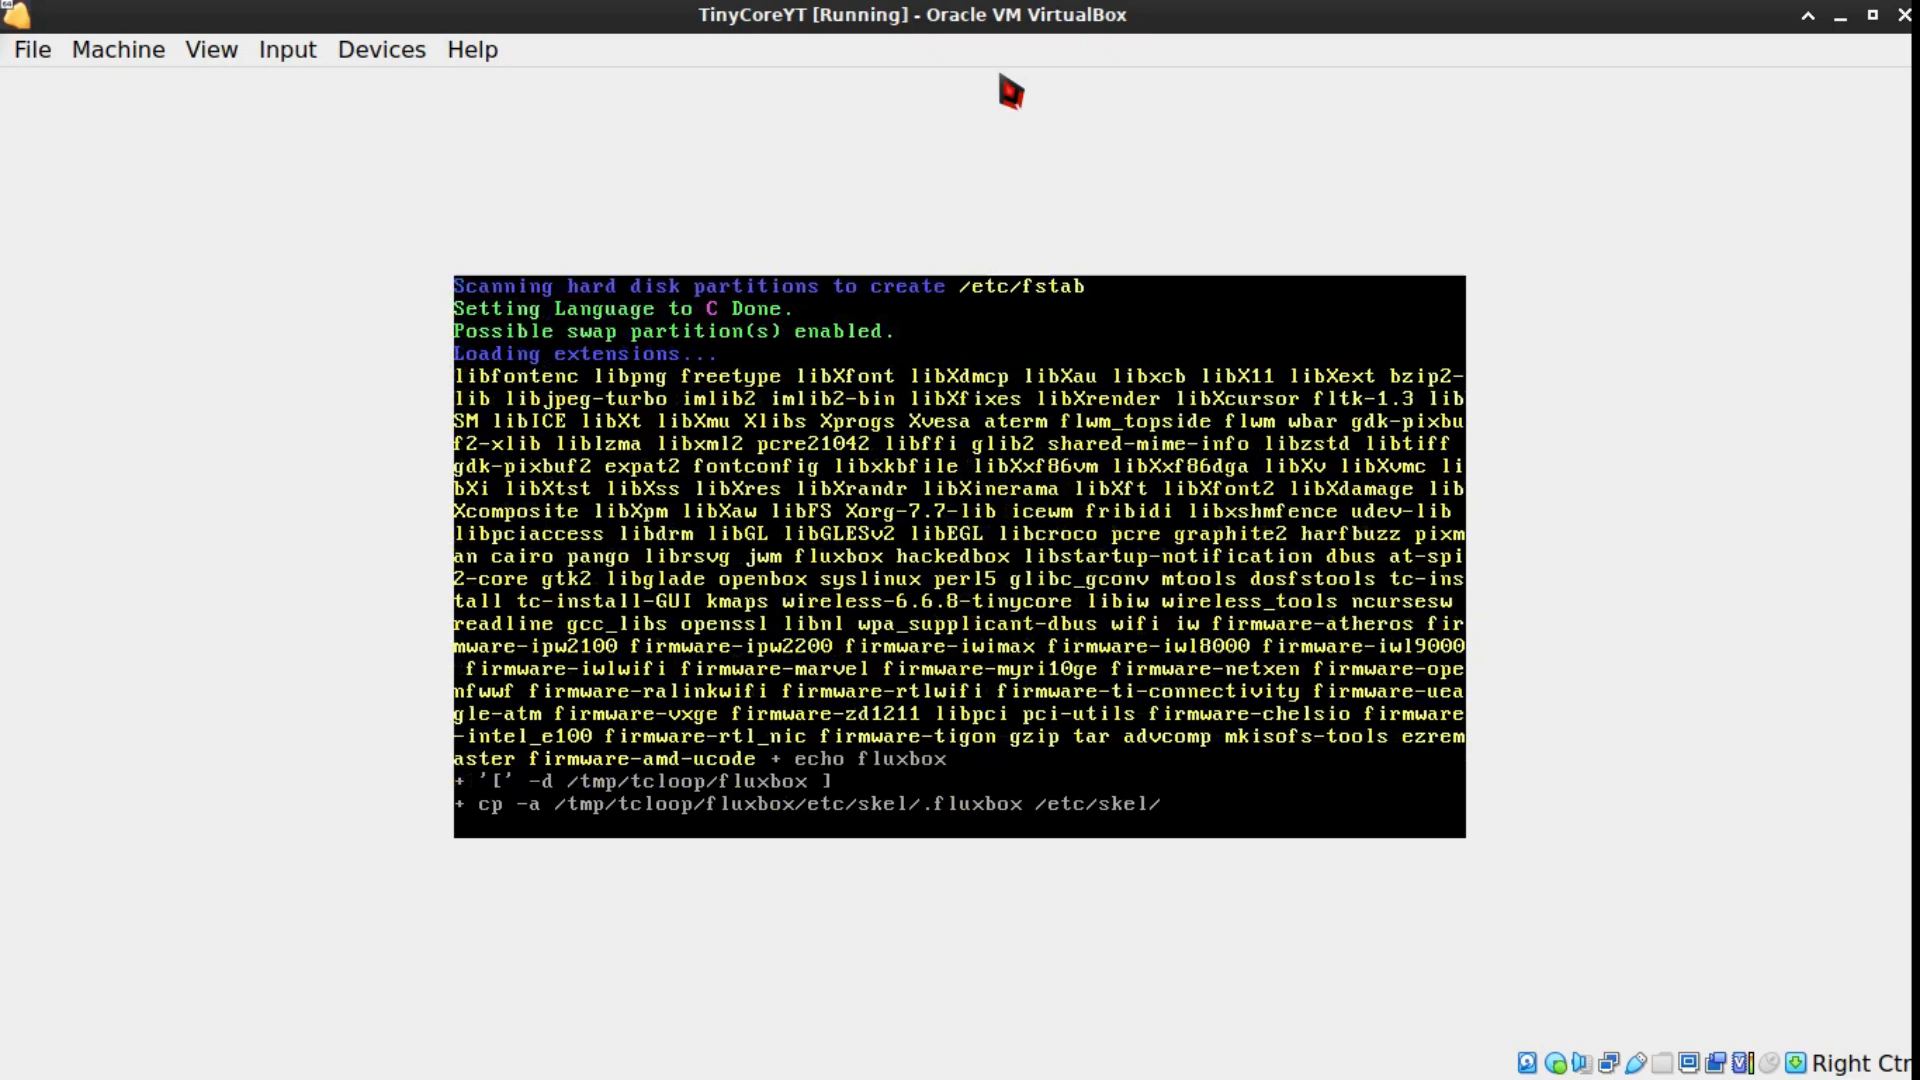 TinyCoreYT [Running] - Oracle VM VirtualBox
File Machine View Input Devices Help
Scanning hard disk partitions to create /etc/fstab
Setting Language to C Done.
Possible swap partition(s) enabled.
Loading extensions...
libfontenc libpng freetype libXfont libXdmcp libXau libxcb libX11 libXext bzip2-
lib libjpeg-turbo imlib2 imlib2-bin libXfixes libXrender libXcursor fltk-1.3 lib
SM libICE libXt libXmu Xlibs Xprogs Xvesa aterm flwm_topside flwm wbar gdk-pixbu
f2-xlib liblzma libxml2 pcre21042 libffi glib2 shared-mime-info libzstd libtiff
gdk-pixbuf2 expat2 fontconfig libxkbfile libXxf86vm libXxf86dga libXv libXvmc li
bXi libXtst libXss libXres libXrandr libXinerama libXft libXfont2 libXdamage lib
Xcomposite libXpm libXaw libFS Xorg-7.7-lib icewm fribidi libxshmfence udev-lib
libpciaccess libdrm libGL libGLESv2 libEGL libcroco pcre graphite2 harfbuzz pixm
an cairo pango librsvg jwm fluxbox hackedbox libstartup-notification dbus at-spi
2-core gtk2 libglade openbox syslinux perl5 glibc_gconv mtools dosfstools tc-ins
tall tc-install-GUI kmaps wireless-6.6.8-tinycore libiw wireless_tools ncursesw
readline gcc_libs openssl libnl wpa_supplicant-dbus wifi iw firmware-atheros fir
mware-ipw2100 firmware-ipw2200 firmware-iwimax firmware-iwl8000 firmware-iwl9000
firmware-iwlwifi firmware-marvel firmware-myri10ge firmware-netxen firmware-ope
nfwwf firmware-ralinkwifi firmware-rtlwifi firmware-ti-connectivity firmware-uea
gle-atm firmware-vxge firmware-zd1211 libpci pci-utils firmware-chelsio firmware
-intel_e100 firmware-rtl_nic firmware-tigon gzip tar advcomp mkisofs-tools ezrem
aster firmware-amd-ucode + echo fluxbox
+ '[' -d /tmp/tcloop/fluxbox ]
+ cp -a /tmp/tcloop/fluxbox/etc/skel/.fluxbox /etc/skel/
Right Ctr